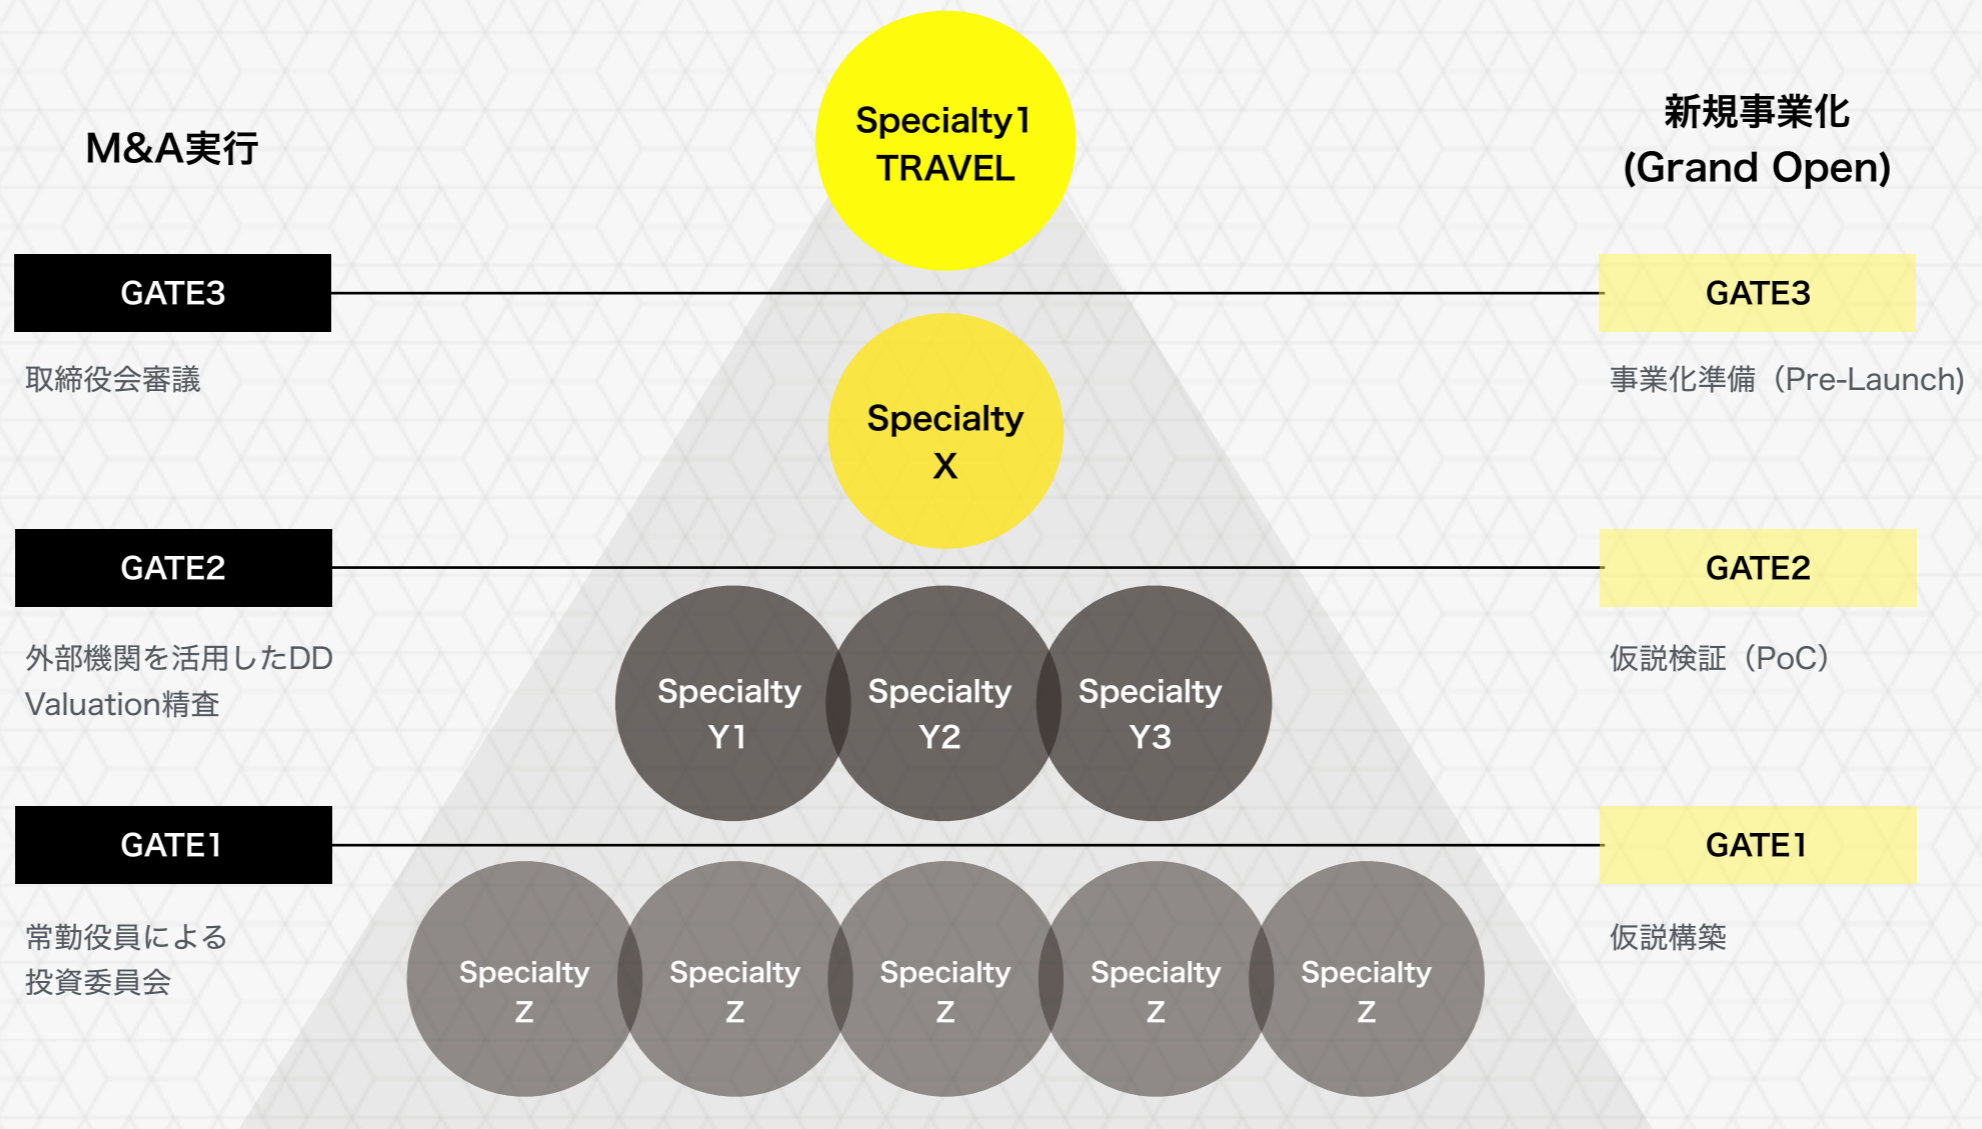 Specialty1
TRAVEL
M&A実行
新規事業化
(Grand Open)
GATE3
GATE3
取締役会審議
事業化準備（Pre-Launch)
Specialty
X
GATE2
GATE2
外部機関を活用したDD
Valuation精査
仮説検証（PoC）
Specialty
Y1
Specialty
Y2
Specialty
Y3
GATE1
GATE1
常勤役員による
投資委員会
仮説構築
Specialty
Z
Specialty
Z
Specialty
Z
Specialty
Z
Specialty
Z